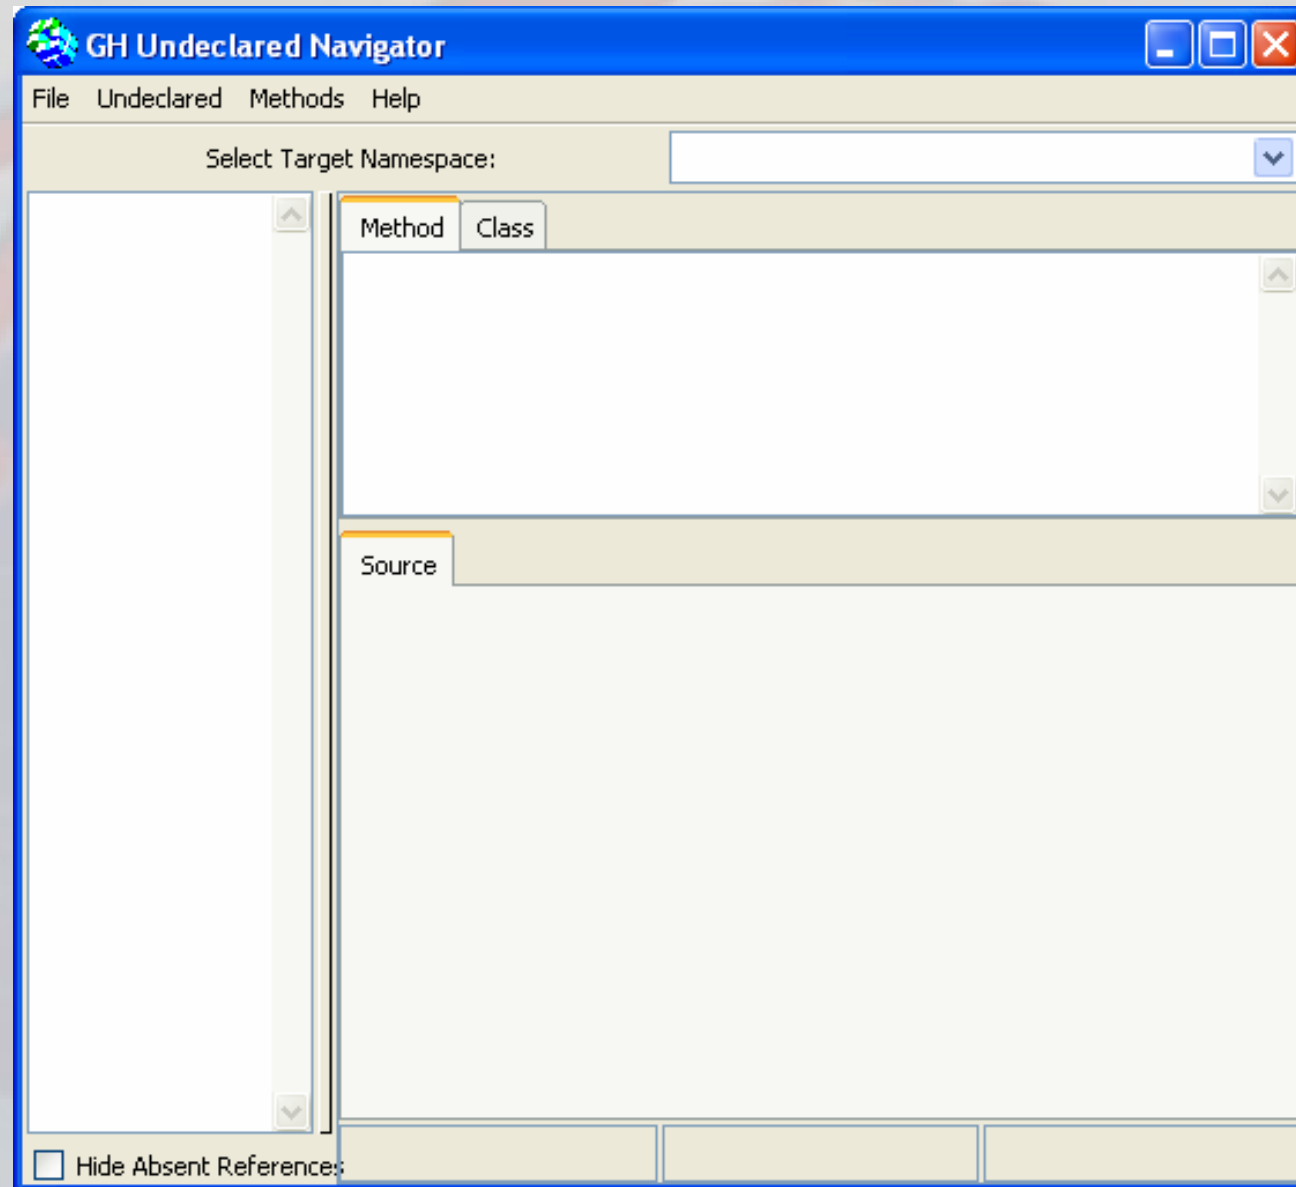 GH Undeclared Navigator
File Undeclared Methods Help
Select Target Namespace:
Method Class
Source
Hide Absent References